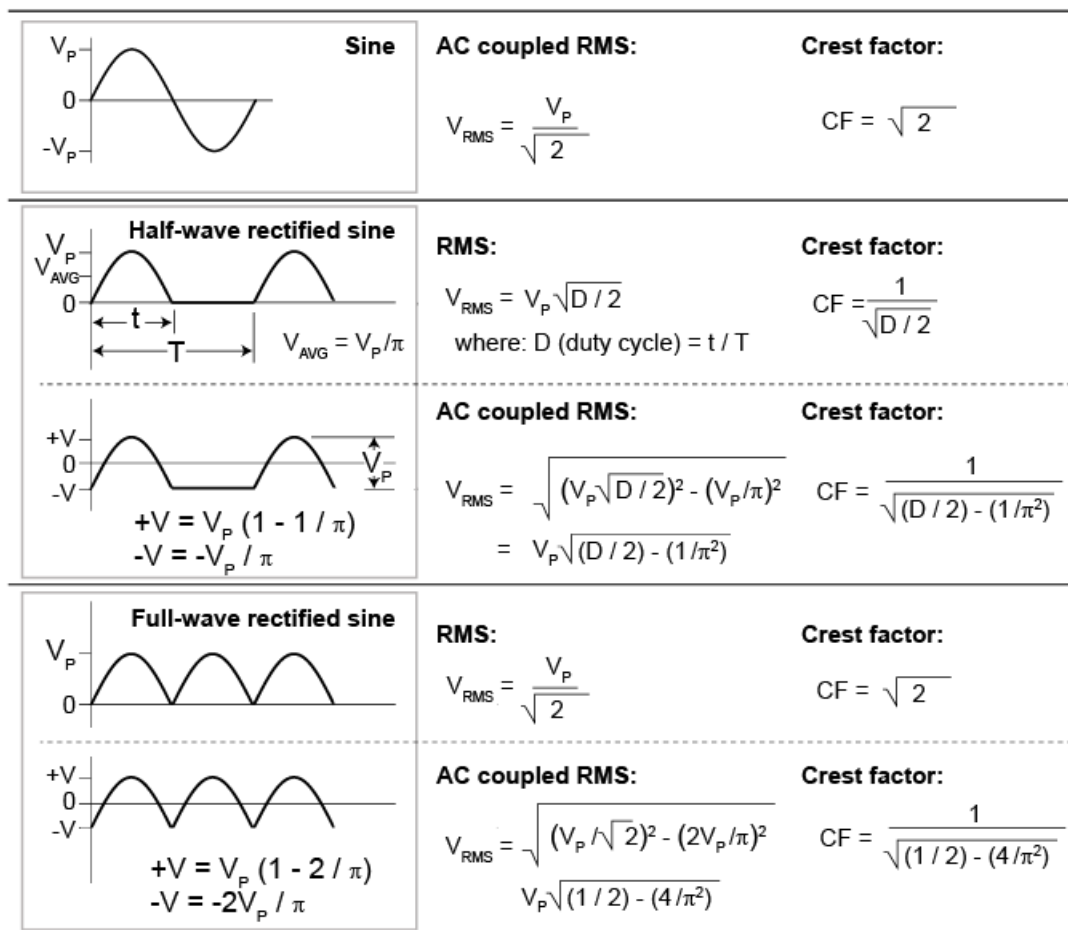 Sine
V_P
0
-V_P
AC coupled RMS:
V_RMS = V_P / √2
Crest factor:
CF = √2
Half-wave rectified sine
V_P
V_AVG
0
t
T
V_AVG = V_P/π
RMS:
V_RMS = V_P√(D / 2)
where: D (duty cycle) = t / T
Crest factor:
CF = 1 / √(D / 2)
+V
0
-V
V_P
+V = V_P (1 - 1 / π)
-V = -V_P / π
AC coupled RMS:
V_RMS = √((V_P√(D / 2))² - (V_P/π)²)
= V_P√((D / 2) - (1/π²))
Crest factor:
CF = 1 / √((D / 2) - (1/π²))
Full-wave rectified sine
V_P
0
RMS:
V_RMS = V_P / √2
Crest factor:
CF = √2
+V
0
-V
+V = V_P (1 - 2 / π)
-V = -2V_P / π
AC coupled RMS:
V_RMS = √((V_P/√2)² - (2V_P/π)²)
V_P√((1 / 2) - (4/π²))
Crest factor:
CF = 1 / √((1 / 2) - (4/π²))